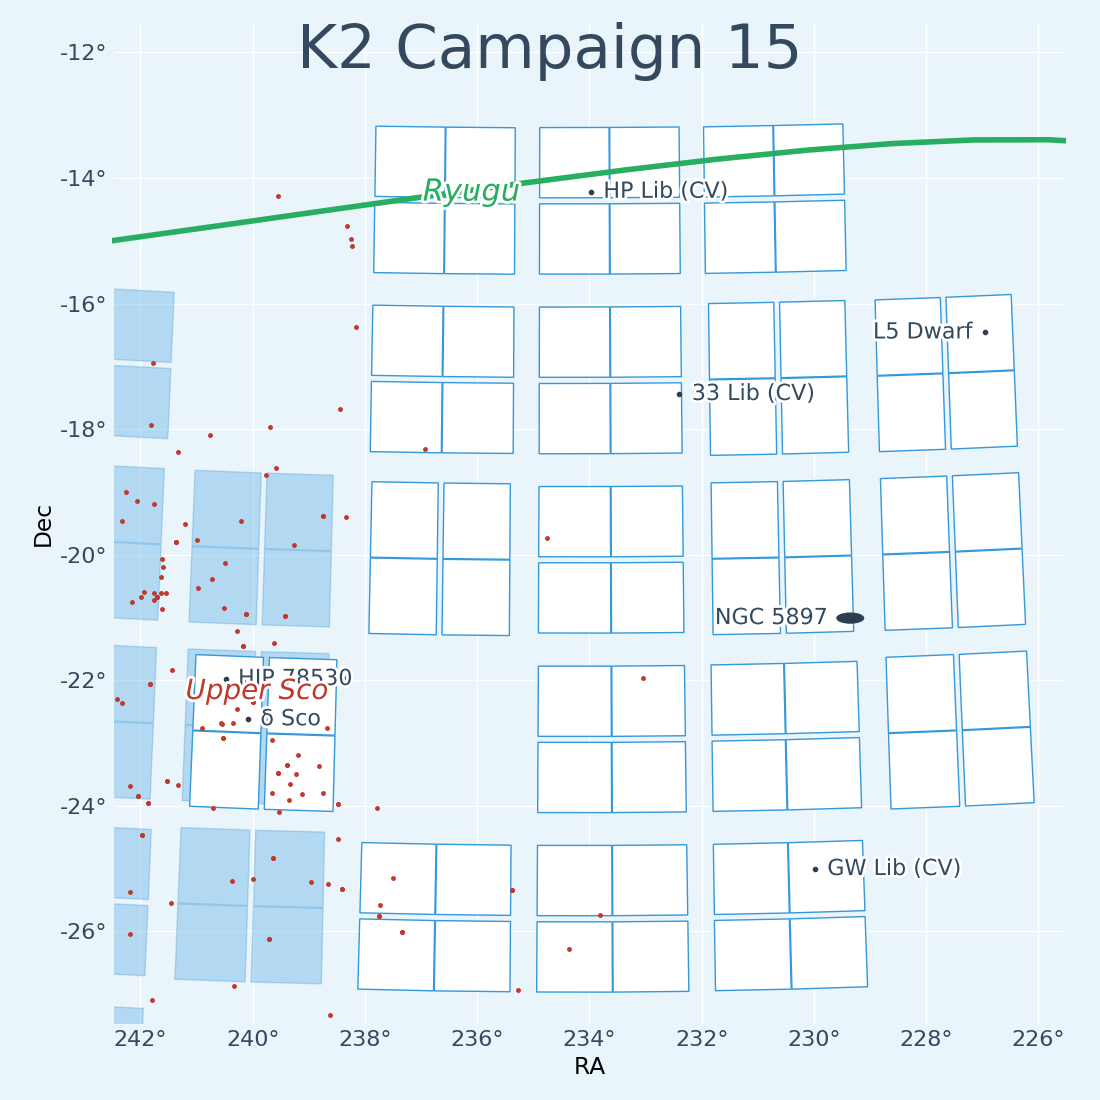 K2 Campaign 15
-12°
-14°
Ryugu
HP Lib (CV)
-16°
L5 Dwarf
33 Lib (CV)
-18°
Dec
-20°
NGC 5897
-22°
HIP 78530
Upper Sco
δ Sco
-24°
GW Lib (CV)
-26°
242° 240° 238° 236° 234° 232° 230° 228° 226°
RA